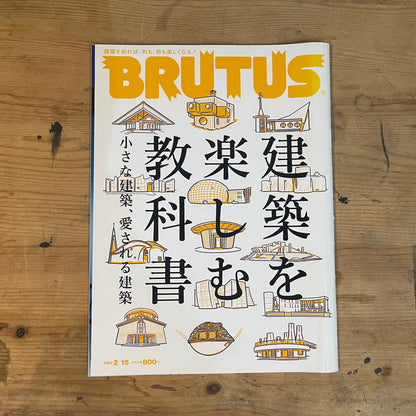 建築を知れば、町も、旅も楽しくなる！
BRUTUS
建築を
楽しむ
教科書
小さな建築、愛される建築
2 15
800